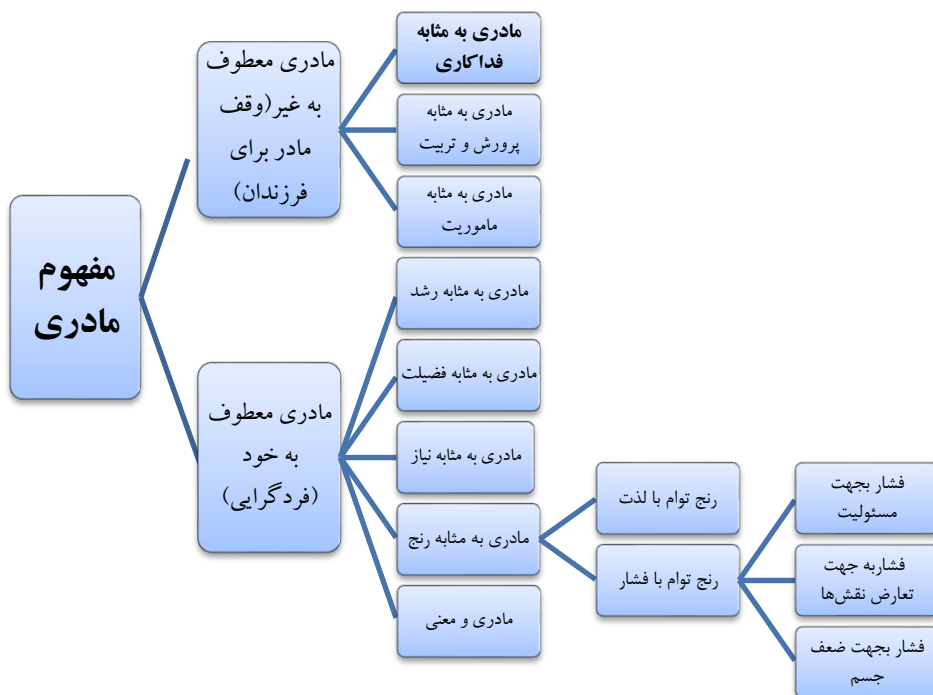 مفهوم
مادری
مادری معطوف
به غیر(وقف
مادر برای
فرزندان)
مادری به مثابه
فداکاری
مادری به مثابه
پرورش و تربیت
مادری به مثابه
ماموریت
مادری معطوف
به خود
(فردگرایی)
مادری به مثابه رشد
مادری به مثابه فضیلت
مادری به مثابه نیاز
مادری به مثابه رنج
رنج توام با لذت
رنج توام با فشار
فشار بجهت
مسئولیت
فشاربه جهت
تعارض نقش‌ها
فشار بجهت ضعف
جسم
مادری و معنی